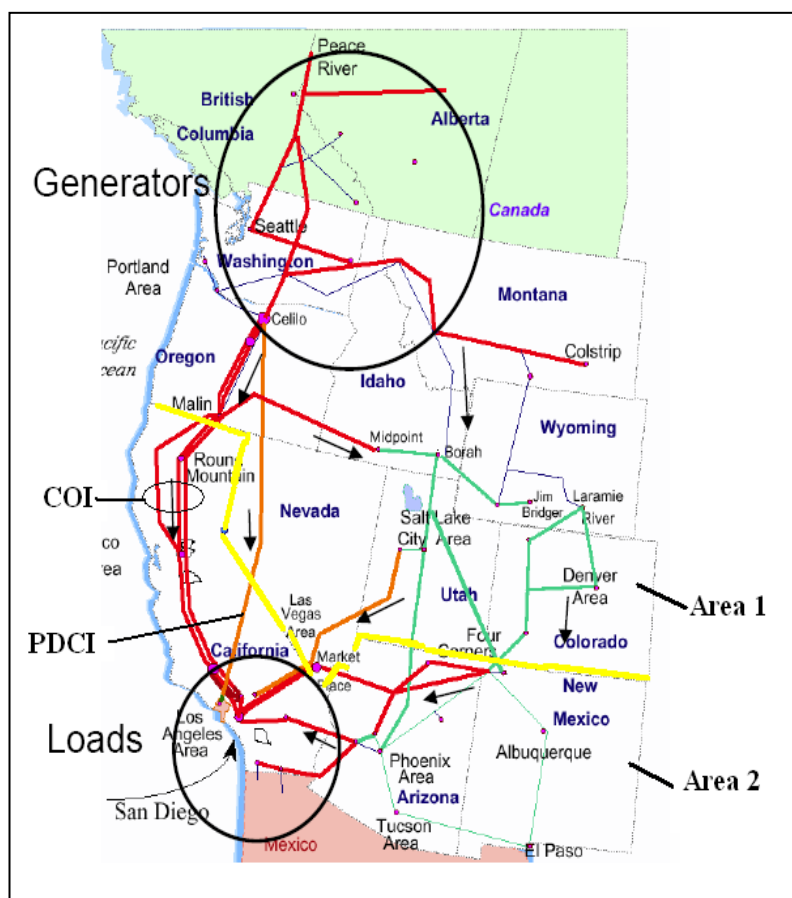 Peace
River
British
Columbia
Alberta
Generators
Canada
Seattle
Washington
Portland
Area
Montana
Celilo
Oregon
Colstrip
Idaho
Malin
Wyoming
Midpoint
Borah
Round
Mountain
COI
Nevada
Jim
Bridger
Laramie
River
Salt Lake
City Area
Denver
Area
Utah
Area 1
Las
Vegas
Area
Four
Corners
Colorado
PDCI
California
Market
Place
New
Mexico
Los
Angeles
Area
Loads
Albuquerque
Phoenix
Area
Area 2
Arizona
San Diego
Tucson
Area
Mexico
El Paso